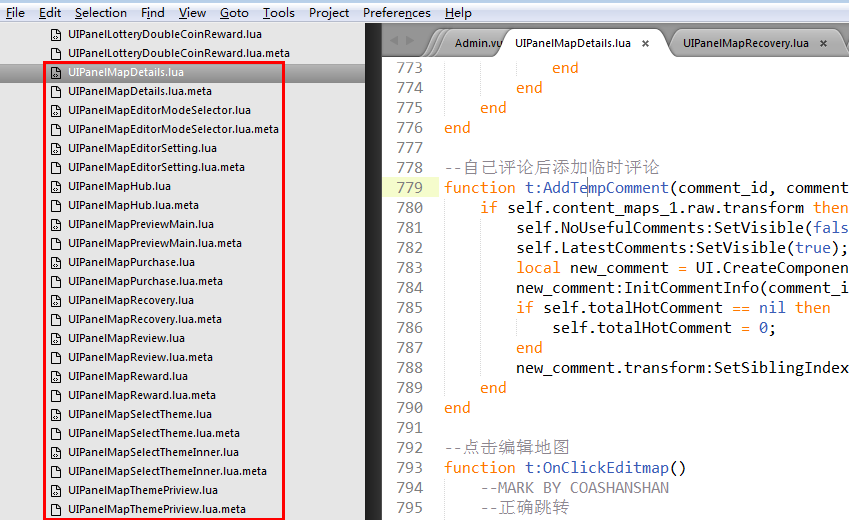 File Edit Selection Find View Goto Tools Project Preferences Help
UIPanelLotteryDoubleCoinReward.lua
UIPanelLotteryDoubleCoinReward.lua.meta
UIPanelMapDetails.lua
UIPanelMapDetails.lua.meta
UIPanelMapEditorModeSelector.lua
UIPanelMapEditorModeSelector.lua.meta
UIPanelMapEditorSetting.lua
UIPanelMapEditorSetting.lua.meta
UIPanelMapHub.lua
UIPanelMapHub.lua.meta
UIPanelMapPreviewMain.lua
UIPanelMapPreviewMain.lua.meta
UIPanelMapPurchase.lua
UIPanelMapPurchase.lua.meta
UIPanelMapRecovery.lua
UIPanelMapRecovery.lua.meta
UIPanelMapReview.lua
UIPanelMapReview.lua.meta
UIPanelMapReward.lua
UIPanelMapReward.lua.meta
UIPanelMapSelectTheme.lua
UIPanelMapSelectTheme.lua.meta
UIPanelMapSelectThemeInner.lua
UIPanelMapSelectThemeInner.lua.meta
UIPanelMapThemePriview.lua
UIPanelMapThemePriview.lua.meta
Admin.vu UIPanelMapDetails.lua × UIPanelMapRecovery.lua ×
773 end
774 end
775 end
776 end
777
778 --自己评论后添加临时评论
779 function t:AddTempComment(comment_id, comment
780 if self.content_maps_1.raw.transform then
781 self.NoUsefulComments:SetVisible(fals
782 self.LatestComments:SetVisible(true);
783 local new_comment = UI.CreateComponen
784 new_comment:InitCommentInfo(comment_i
785 if self.totalHotComment == nil then
786 self.totalHotComment = 0;
787 end
788 new_comment.transform:SetSiblingIndex
789 end
790 end
791
792 --点击编辑地图
793 function t:OnClickEditmap()
794 --MARK BY COASHANSHAN
795 --正确跳转